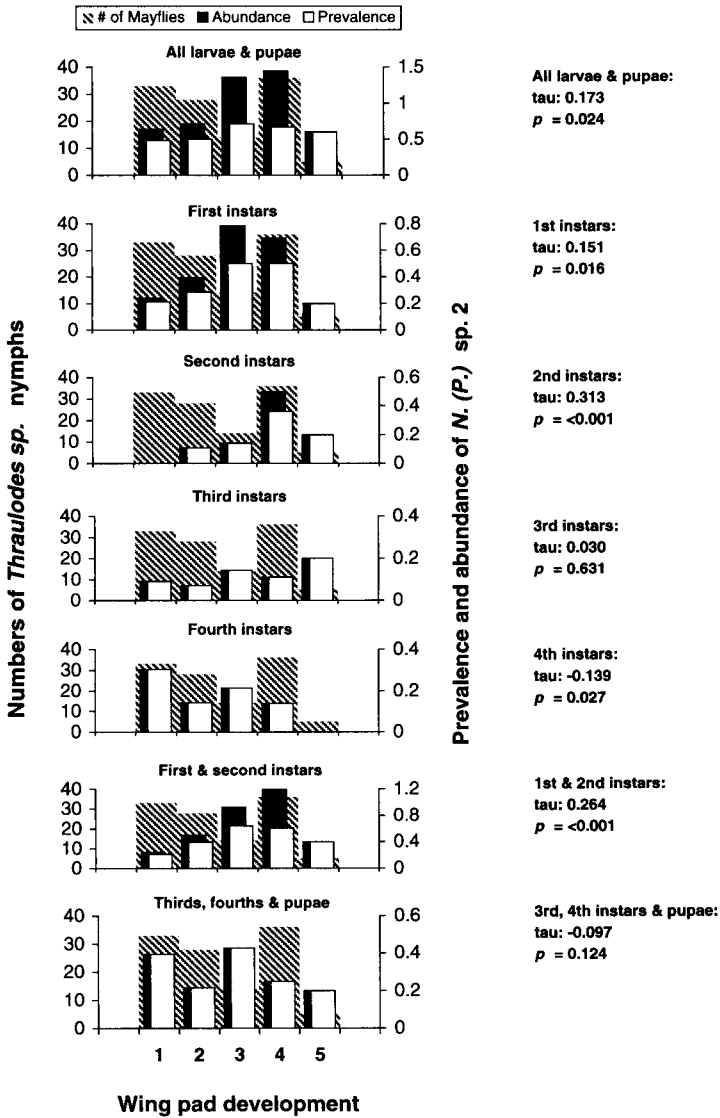 # of Mayflies Abundance Prevalence
All larvae & pupae
40 1.5
30 1
20
10 0.5
0 0
All larvae & pupae:
tau: 0.173
p = 0.024
First instars
40 0.8
30 0.6
20 0.4
10 0.2
0 0
1st instars:
tau: 0.151
p = 0.016
Second instars
40 0.6
30 0.4
20
10 0.2
0 0
2nd instars:
tau: 0.313
p = <0.001
Third instars
40 0.4
30
20 0.2
10
0 0
3rd instars:
tau: 0.030
p = 0.631
Fourth instars
40 0.4
30
20 0.2
10
0 0
4th instars:
tau: -0.139
p = 0.027
First & second instars
40 1.2
30 0.8
20
10 0.4
0 0
1st & 2nd instars:
tau: 0.264
p = <0.001
Thirds, fourths & pupae
40 0.6
30 0.4
20
10 0.2
0 0
3rd, 4th instars & pupae:
tau: -0.097
p = 0.124
1 2 3 4 5
Wing pad development
Numbers of Thraulodes sp. nymphs
Prevalence and abundance of N. (P.) sp. 2